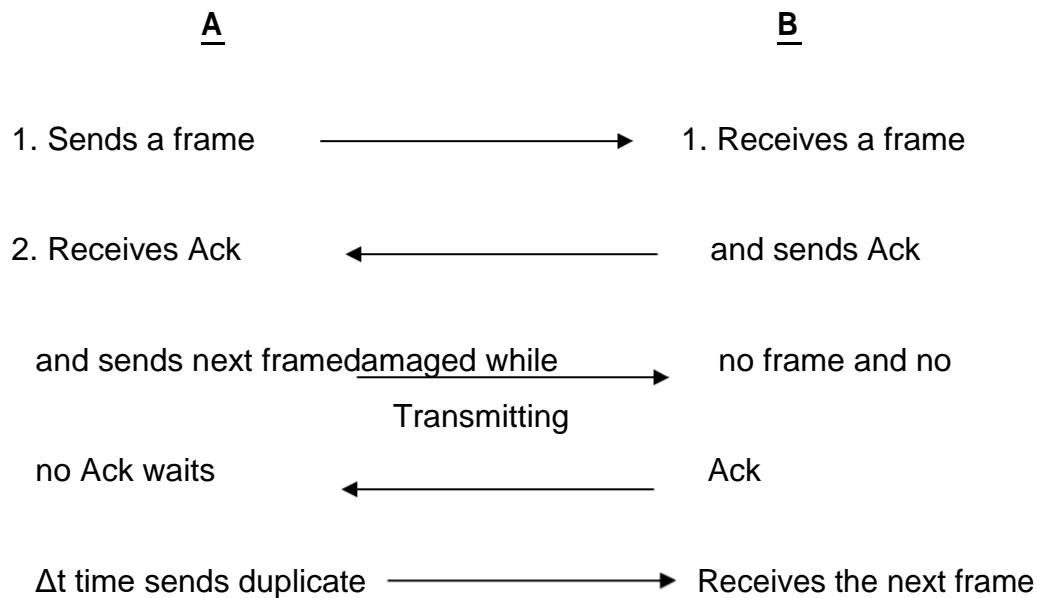 A B
1. Sends a frame 1. Receives a frame
2. Receives Ack and sends Ack
and sends next framedamaged while no frame and no
Transmitting
no Ack waits Ack
Δt time sends duplicate Receives the next frame